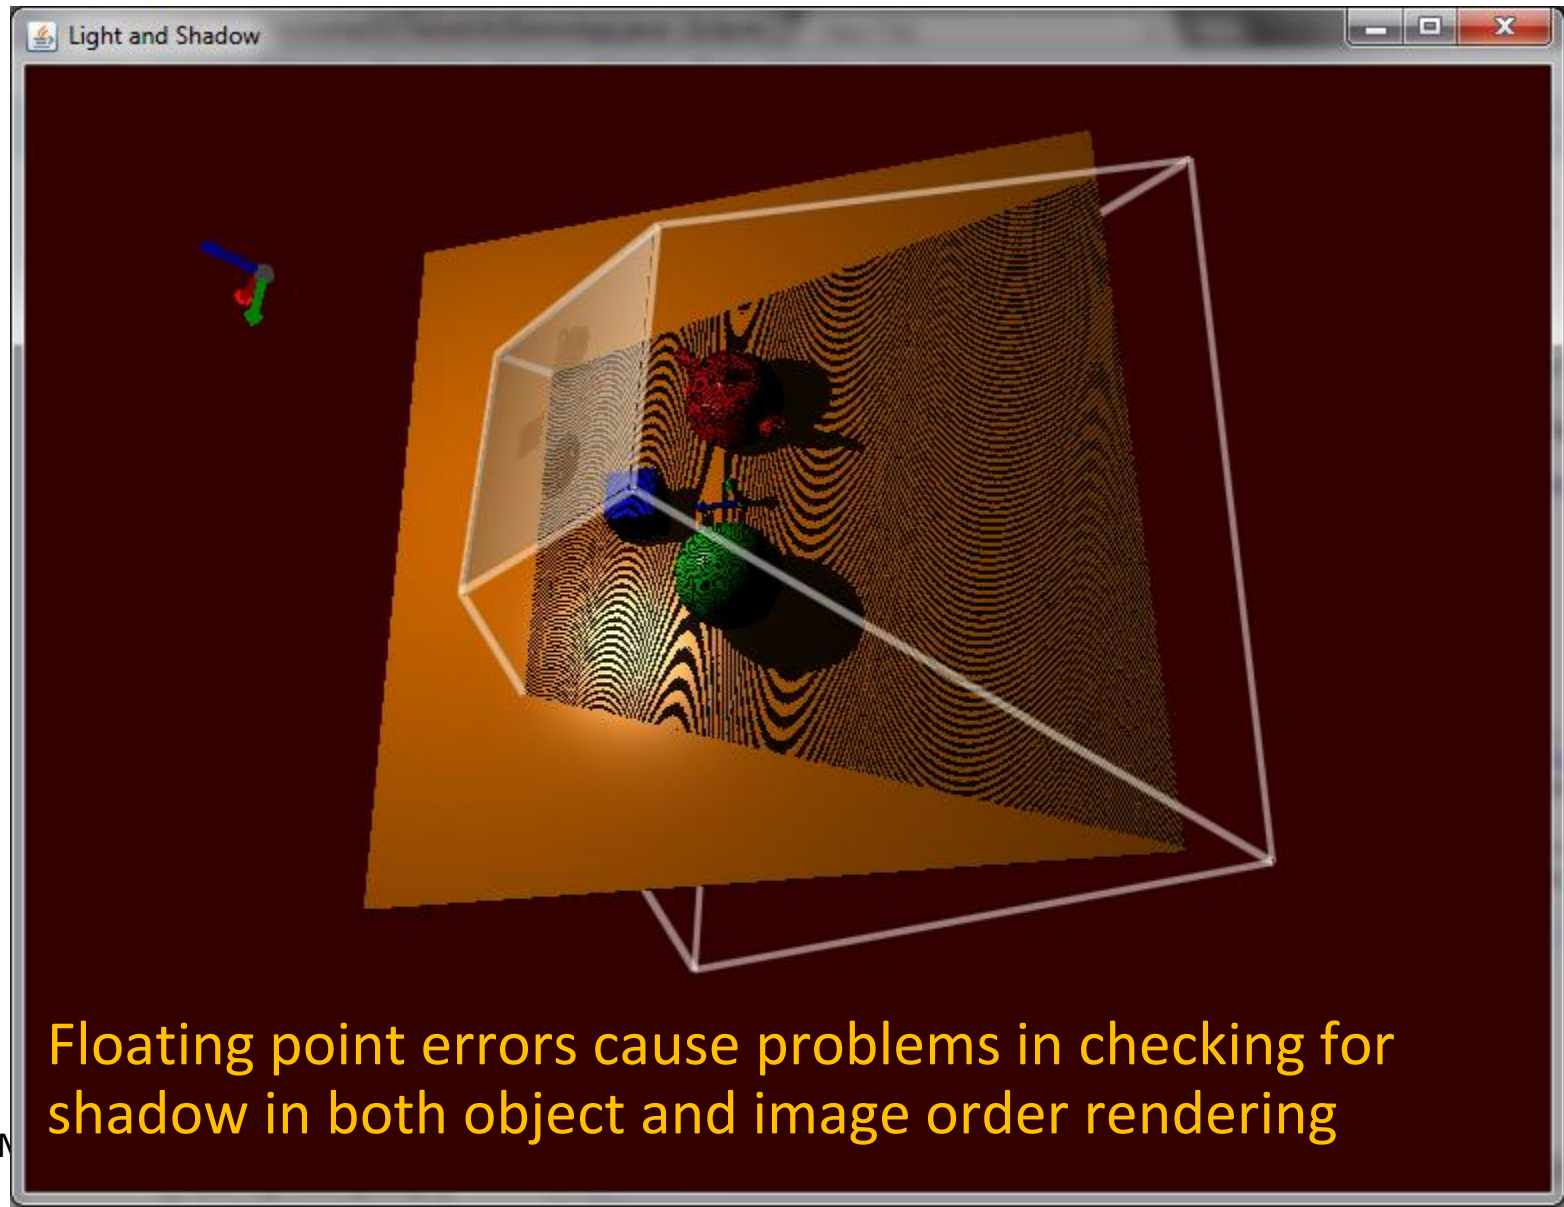 Light and Shadow
Floating point errors cause problems in checking for
shadow in both object and image order rendering